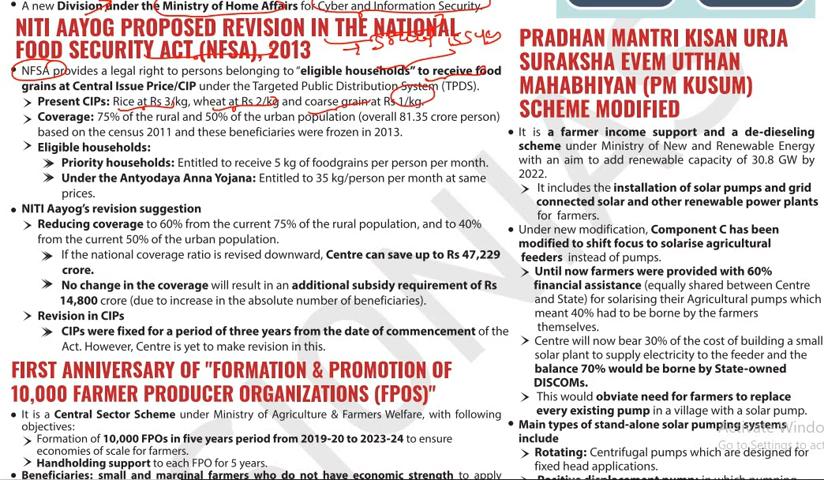 • A new Division under the Ministry of Home Affairs for Cyber and Information Security.
NITI AAYOG PROPOSED REVISION IN THE NATIONAL
FOOD SECURITY ACT (NFSA), 2013
• NFSA provides a legal right to persons belonging to "eligible households" to receive food
grains at Central Issue Price/CIP under the Targeted Public Distribution System (TPDS).
➤ Present CIPs: Rice at Rs 3/kg, wheat at Rs 2/kg and coarse grain at Rs 1/kg.
➤ Coverage: 75% of the rural and 50% of the urban population (overall 81.35 crore person)
based on the census 2011 and these beneficiaries were frozen in 2013.
➤ Eligible households:
➤ Priority households: Entitled to receive 5 kg of foodgrains per person per month.
➤ Under the Antyodaya Anna Yojana: Entitled to 35 kg/person per month at same
prices.
• NITI Aayog's revision suggestion
➤ Reducing coverage to 60% from the current 75% of the rural population, and to 40%
from the current 50% of the urban population.
➤ If the national coverage ratio is revised downward, Centre can save up to Rs 47,229
crore.
➤ No change in the coverage will result in an additional subsidy requirement of Rs
14,800 crore (due to increase in the absolute number of beneficiaries).
➤ Revision in CIPs
➤ CIPs were fixed for a period of three years from the date of commencement of the
Act. However, Centre is yet to make revision in this.
FIRST ANNIVERSARY OF "FORMATION & PROMOTION OF
10,000 FARMER PRODUCER ORGANIZATIONS (FPOS)"
• It is a Central Sector Scheme under Ministry of Agriculture & Farmers Welfare, with following
objectives:
➤ Formation of 10,000 FPOs in five years period from 2019-20 to 2023-24 to ensure
economies of scale for farmers.
➤ Handholding support to each FPO for 5 years.
• Beneficiaries: small and marginal farmers who do not have economic strength to apply
PRADHAN MANTRI KISAN URJA
SURAKSHA EVEM UTTHAN
MAHABHIYAN (PM KUSUM)
SCHEME MODIFIED
• It is a farmer income support and a de-dieseling
scheme under Ministry of New and Renewable Energy
with an aim to add renewable capacity of 30.8 GW by
2022.
➤ It includes the installation of solar pumps and grid
connected solar and other renewable power plants
for farmers.
• Under new modification, Component C has been
modified to shift focus to solarise agricultural
feeders instead of pumps.
➤ Until now farmers were provided with 60%
financial assistance (equally shared between Centre
and State) for solarising their Agricultural pumps which
meant 40% had to be borne by the farmers
themselves.
➤ Centre will now bear 30% of the cost of building a small
solar plant to supply electricity to the feeder and the
balance 70% would be borne by State-owned
DISCOMs.
➤ This would obviate need for farmers to replace
every existing pump in a village with a solar pump.
• Main types of stand-alone solar pumping systems
include
➤ Rotating: Centrifugal pumps which are designed for
fixed head applications.
➤ Positive displacement pump: in which pumping